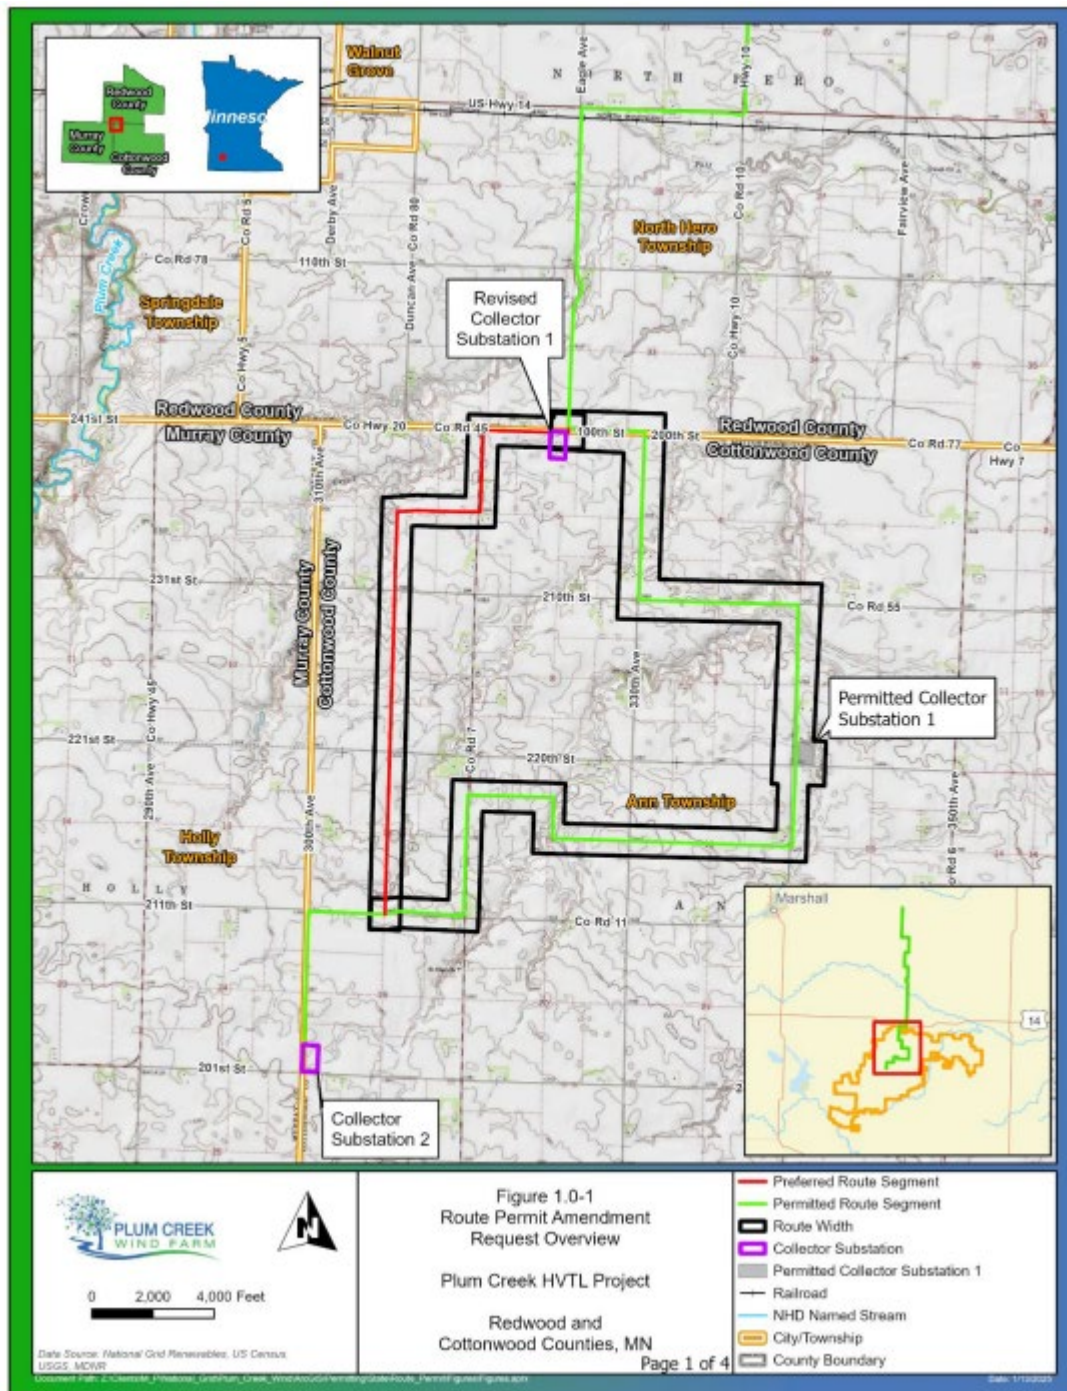 Walnut
Grove
Redwood
County
Murray
County
Cottonwood
County
Minneso
Eagle Ave
Hwy 10
N O R T H
E R O
US Hwy 14
Co Rd 5
Derby Ave
Duncan Ave
Co Rd 80
Co Rd 10
Fairview Ave
Plum Creek
Co Rd 78
110th St
North Hero
Township
Springdale
Township
Revised
Collector
Substation 1
Co Hwy 5
Co Hwy 10
241st St
Redwood County
Murray County
Co Hwy 20
Co Rd 46
100th St
200th St
Redwood County
Cottonwood County
Co Rd 77
Co
Hwy 7
310th Ave
Murray County
Cottonwood County
231st St
210th St
Co Rd 55
330th Ave
Permitted Collector
Substation 1
290th Ave
Co Hwy 45
221st St
Co Rd 7
220th St
Ann Township
300th Ave
350th Ave
Holly
Township
H O L L Y
211th St
A N
Co Rd 11
201st St
Collector
Substation 2
Marshall
14
PLUM CREEK
WIND FARM
N
0 2,000 4,000 Feet
Data Source: National Grid Renewables, US Census,
USGS, MDNR
Figure 1.0-1
Route Permit Amendment
Request Overview
Plum Creek HVTL Project
Redwood and
Cottonwood Counties, MN
Page 1 of 4
Preferred Route Segment
Permitted Route Segment
Route Width
Collector Substation
Permitted Collector Substation 1
Railroad
NHD Named Stream
City/Township
County Boundary